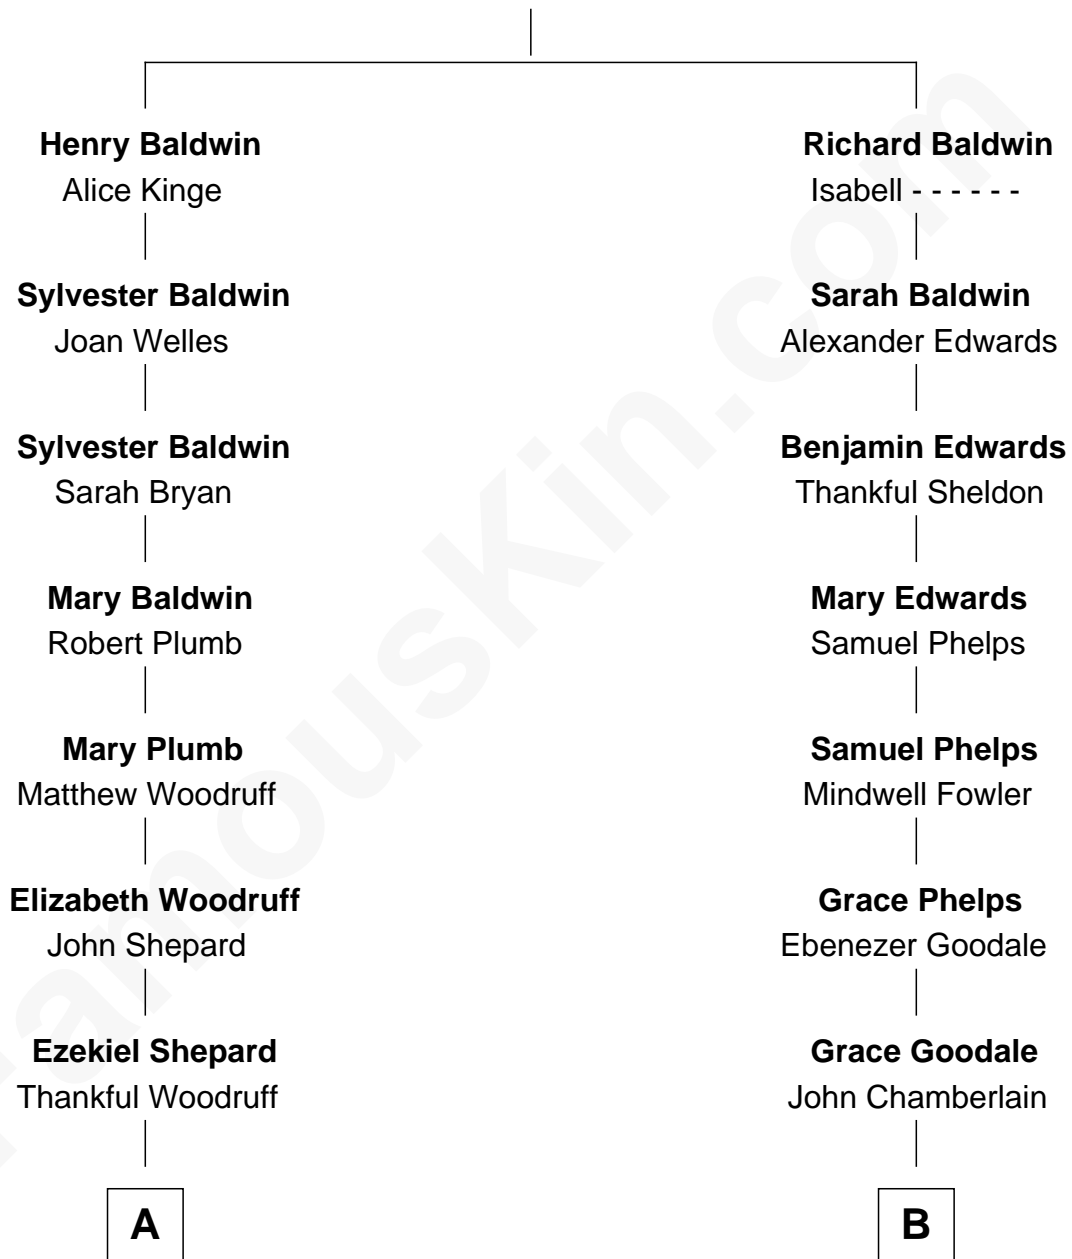 Henry Baldwin
Alice Kinge
Sylvester Baldwin
Joan Welles
Sylvester Baldwin
Sarah Bryan
Mary Baldwin
Robert Plumb
Mary Plumb
Matthew Woodruff
Elizabeth Woodruff
John Shepard
Ezekiel Shepard
Thankful Woodruff
A
Richard Baldwin
Isabell - - - - - -
Sarah Baldwin
Alexander Edwards
Benjamin Edwards
Thankful Sheldon
Mary Edwards
Samuel Phelps
Samuel Phelps
Mindwell Fowler
Grace Phelps
Ebenezer Goodale
Grace Goodale
John Chamberlain
B
FamousKin.com